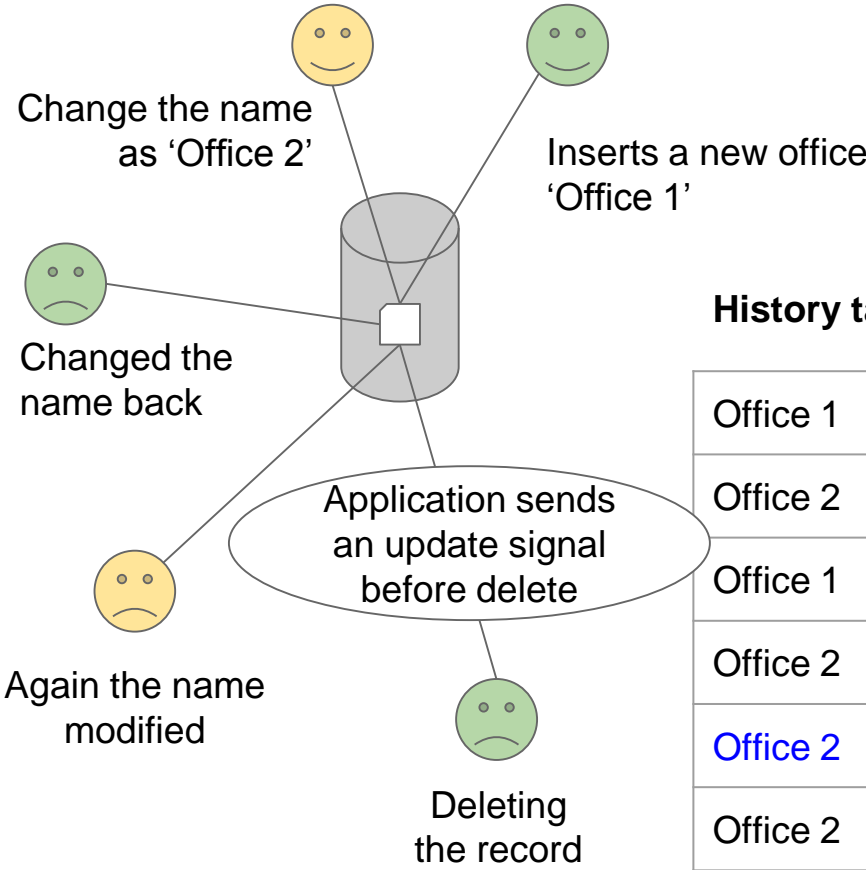 Change the name
as ‘Office 2’
Inserts a new office
‘Office 1’
Changed the
name back
Application sends
an update signal
before delete
Again the name
modified
Deleting
the record
History
Office 1
Office 2
Office 1
Office 2
Office 2
Office 2